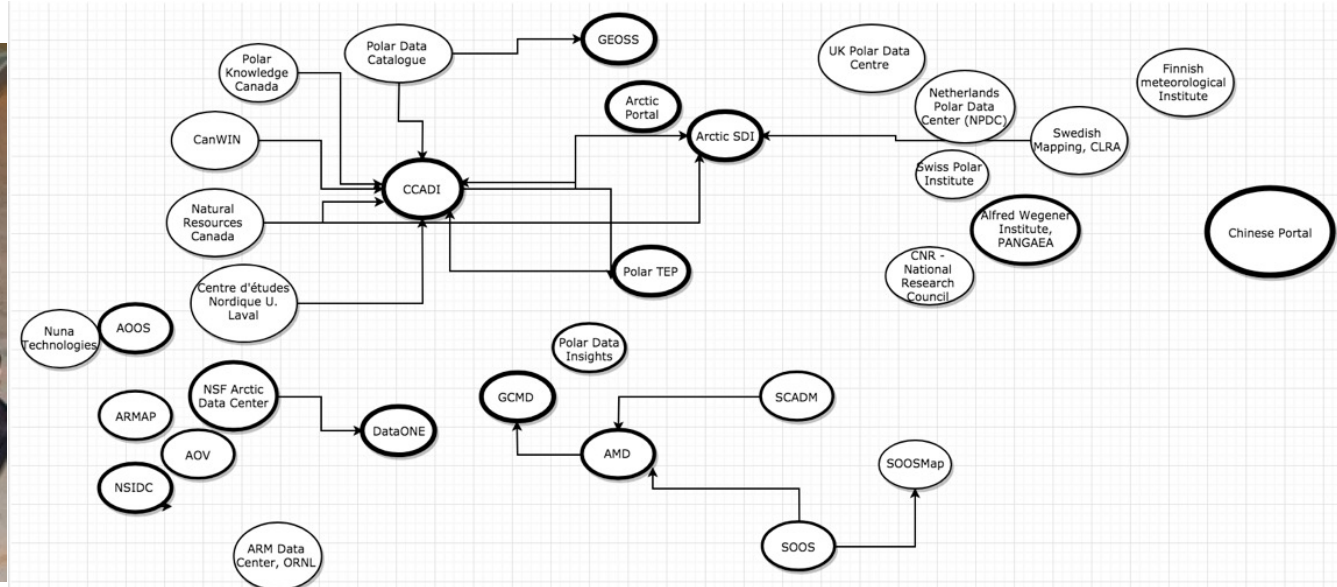 Polar
Knowledge
Canada
Polar Data
Catalogue
GEOSS
UK Polar Data
Centre
Finnish
meteorological
Institute
Arctic
Portal
Netherlands
Polar Data
Center (NPDC)
CanWIN
Arctic SDI
Swedish
Mapping, CLRA
CCADI
Swiss Polar
Institute
Natural
Resources
Canada
Alfred Wegener
Institute,
PANGAEA
Chinese Portal
Polar TEP
CNR -
National
Research
Council
Centre d'études
Nordique U.
Laval
Nuna
Technologies
AOOS
Polar Data
Insights
NSF Arctic
Data Center
GCMD
SCADM
ARMAP
DataONE
AOV
AMD
SOOSMap
NSIDC
SOOS
ARM Data
Center, ORNL